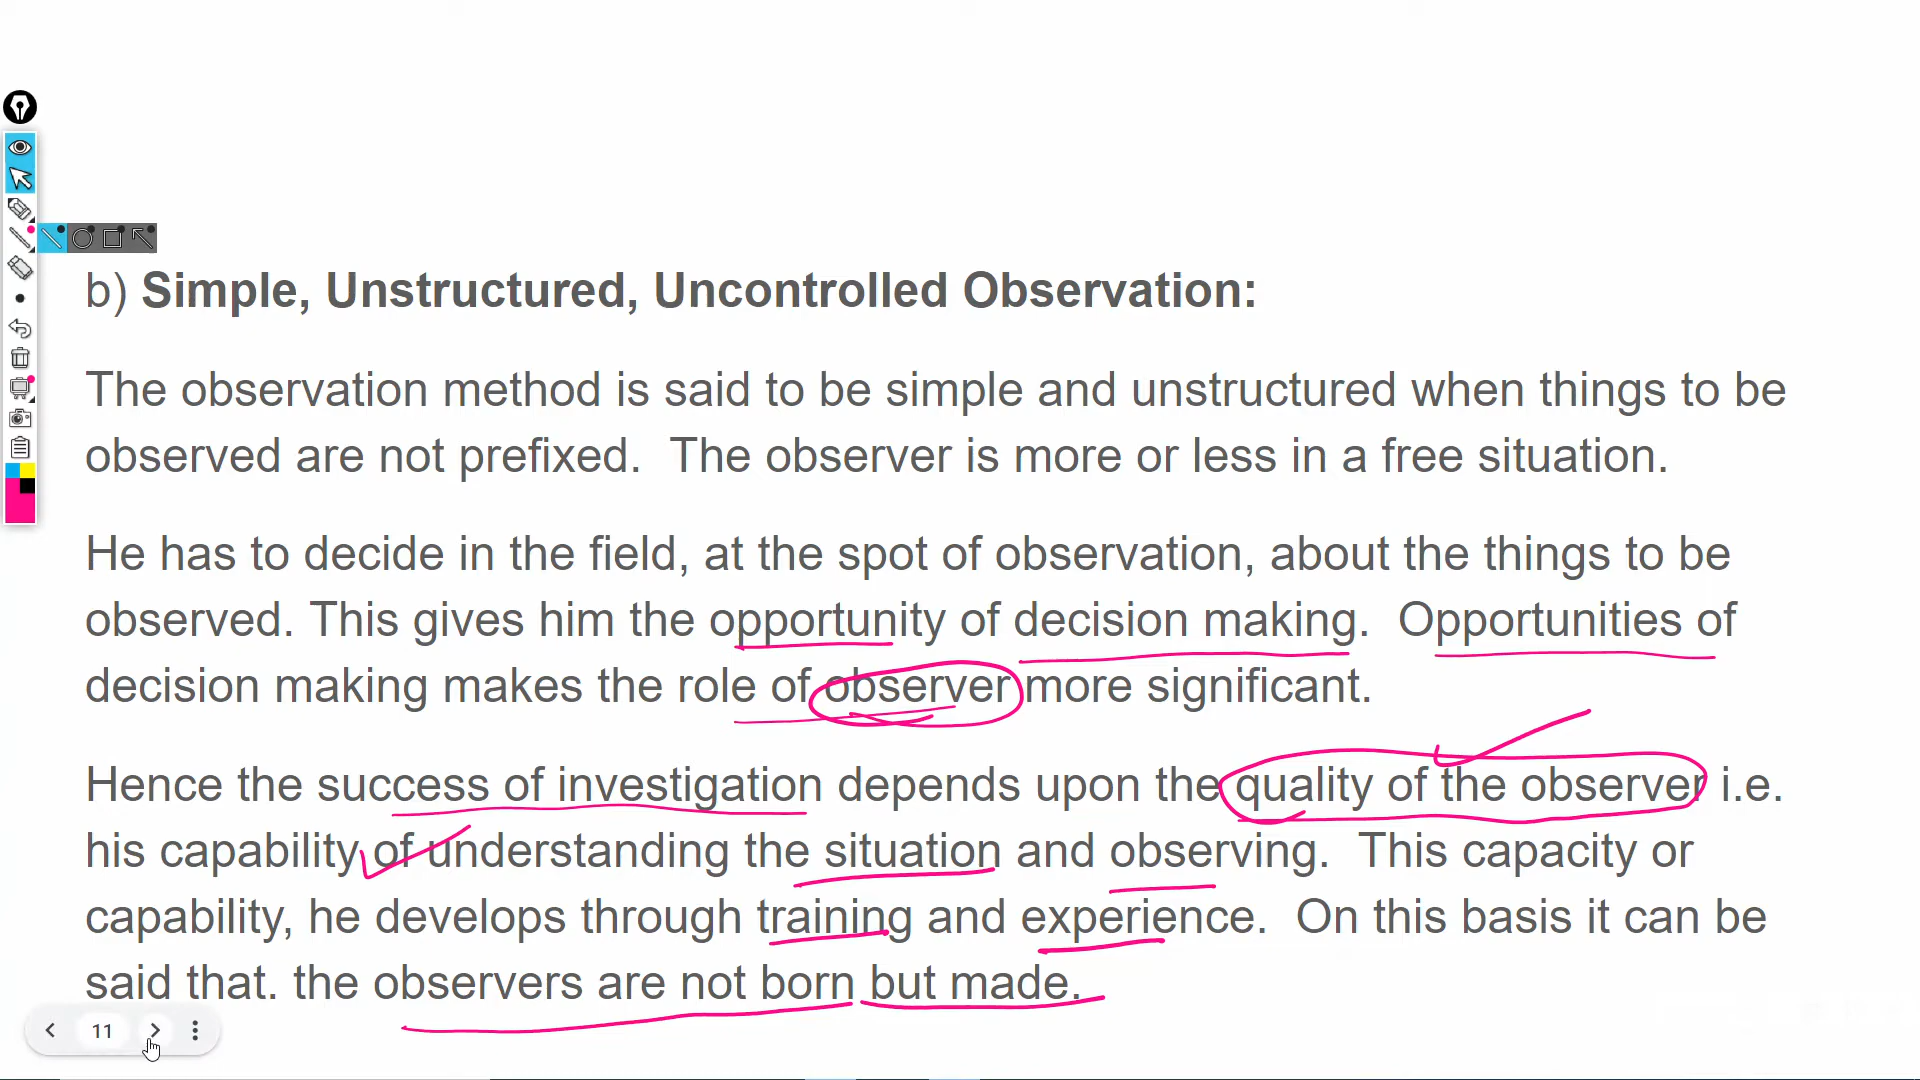 b) Simple, Unstructured, Uncontrolled Observation:
The observation method is said to be simple and unstructured when things to be
observed are not prefixed.  The observer is more or less in a free situation.
He has to decide in the field, at the spot of observation, about the things to be
observed. This gives him the opportunity of decision making.  Opportunities of
decision making makes the role of observer more significant.
Hence the success of investigation depends upon the quality of the observer i.e.
his capability of understanding the situation and observing.  This capacity or
capability, he develops through training and experience.  On this basis it can be
said that. the observers are not born but made.
11